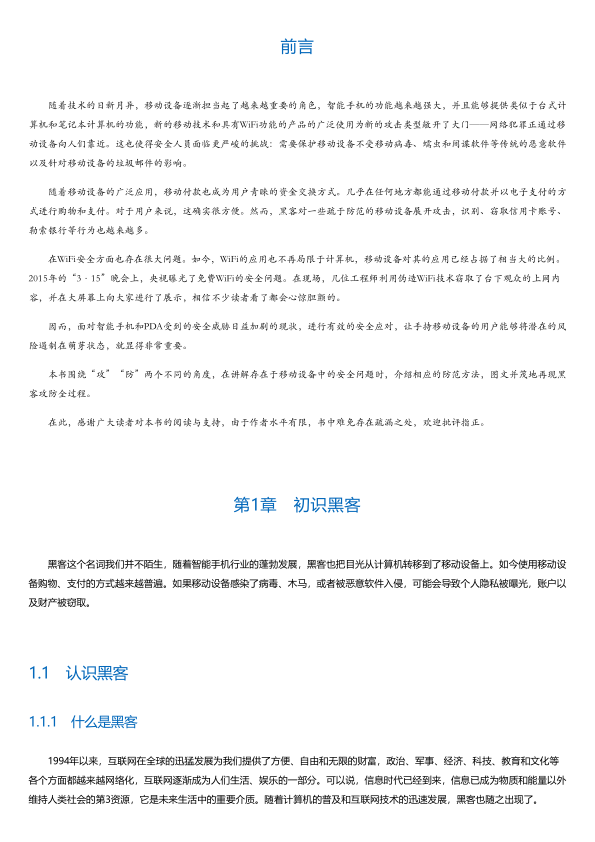 前言
随着技术的日新月异，移动设备逐渐担当起了越来越重要的角色，智能手机的功能越来越强大，并且能够提供类似于台式计
算机和笔记本计算机的功能，新的移动技术和具有WiFi功能的产品的广泛使用为新的攻击类型敞开了大门——网络犯罪正通过移
动设备向人们靠近。这也使得安全人员面临更严峻的挑战：需要保护移动设备不受移动病毒、蠕虫和间谍软件等传统的恶意软件
以及针对移动设备的垃圾邮件的影响。
随着移动设备的广泛应用，移动付款也成为用户青睐的资金交换方式。几乎在任何地方都能通过移动付款并以电子支付的方
式进行购物和支付。对于用户来说，这确实很方便。然而，黑客对一些疏于防范的移动设备展开攻击，识别、窃取信用卡账号、
勒索银行等行为也越来越多。
在WiFi安全方面也存在很大问题。如今，WiFi的应用也不再局限于计算机，移动设备对其的应用已经占据了相当大的比例。
2015年的“3·15”晚会上，央视曝光了免费WiFi的安全问题。在现场，几位工程师利用伪造WiFi技术窃取了台下观众的上网内
容，并在大屏幕上向大家进行了展示，相信不少读者看了都会心惊胆颤的。
因而，面对智能手机和PDA受到的安全威胁日益加剧的现状，进行有效的安全应对，让手持移动设备的用户能够将潜在的风
险遏制在萌芽状态，就显得非常重要。
本书围绕“攻”“防”两个不同的角度，在讲解存在于移动设备中的安全问题时，介绍相应的防范方法，图文并茂地再现黑
客攻防全过程。
在此，感谢广大读者对本书的阅读与支持，由于作者水平有限，书中难免存在疏漏之处，欢迎批评指正。
第1章 初识黑客
黑客这个名词我们并不陌生，随着智能手机行业的蓬勃发展，黑客也把目光从计算机转移到了移动设备上。如今使用移动设
备购物、支付的方式越来越普遍。如果移动设备感染了病毒、木马，或者被恶意软件入侵，可能会导致个人隐私被曝光，账户以
及财产被窃取。
1.1 认识黑客
1.1.1 什么是黑客
1994年以来，互联网在全球的迅猛发展为我们提供了方便、自由和无限的财富，政治、军事、经济、科技、教育和文化等
各个方面都越来越网络化，互联网逐渐成为人们生活、娱乐的一部分。可以说，信息时代已经到来，信息已成为物质和能量以外
维持人类社会的第3资源，它是未来生活中的重要介质。随着计算机的普及和互联网技术的迅速发展，黑客也随之出现了。